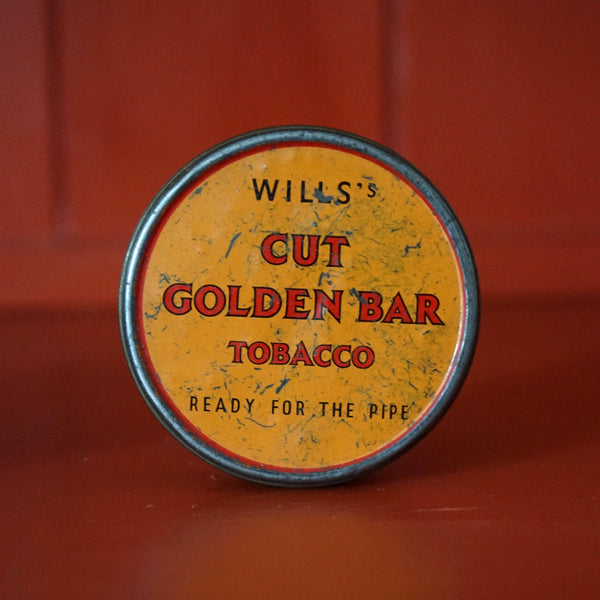 WILLS's
CUT
GOLDEN BAR
TOBACCO
READY FOR THE PIPE